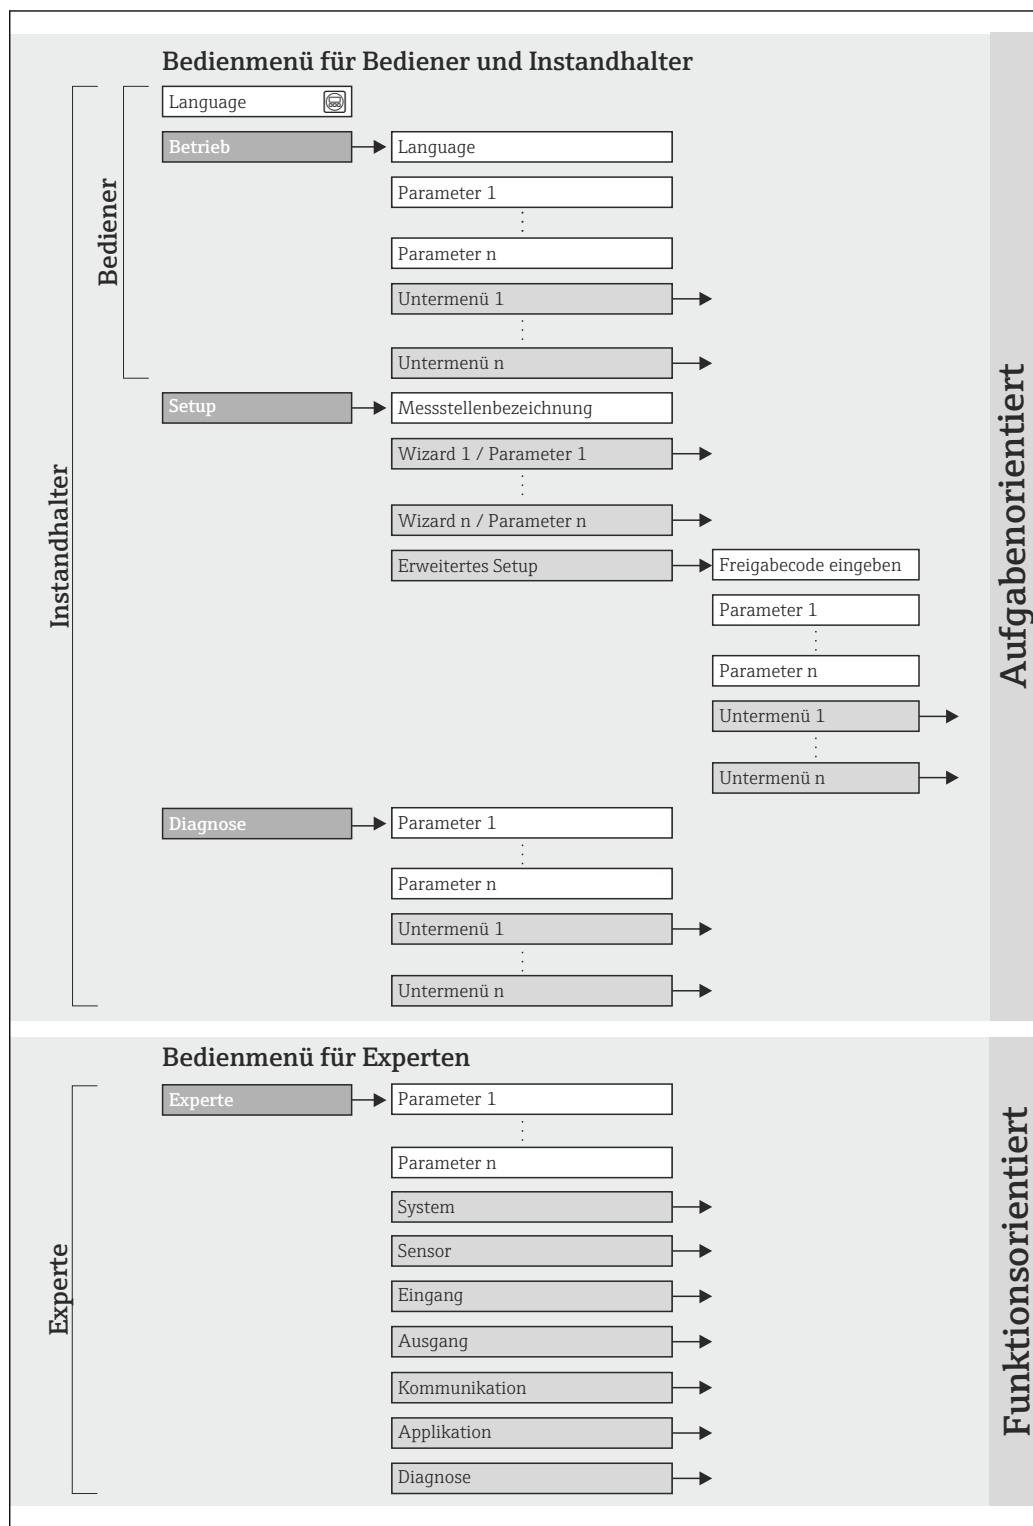 Bedienmenü für Bediener und Instandhalter
Language
Betrieb
Language
Parameter 1
Parameter n
Untermenü 1
Untermenü n
Bediener
Setup
Messstellenbezeichnung
Wizard 1 / Parameter 1
Wizard n / Parameter n
Erweitertes Setup
Freigabecode eingeben
Parameter 1
Parameter n
Untermenü 1
Untermenü n
Instandhalter
Diagnose
Parameter 1
Parameter n
Untermenü 1
Untermenü n
Aufgabenorientiert
Bedienmenü für Experten
Experte
Parameter 1
Parameter n
System
Sensor
Eingang
Ausgang
Kommunikation
Applikation
Diagnose
Experte
Funktionsorientiert